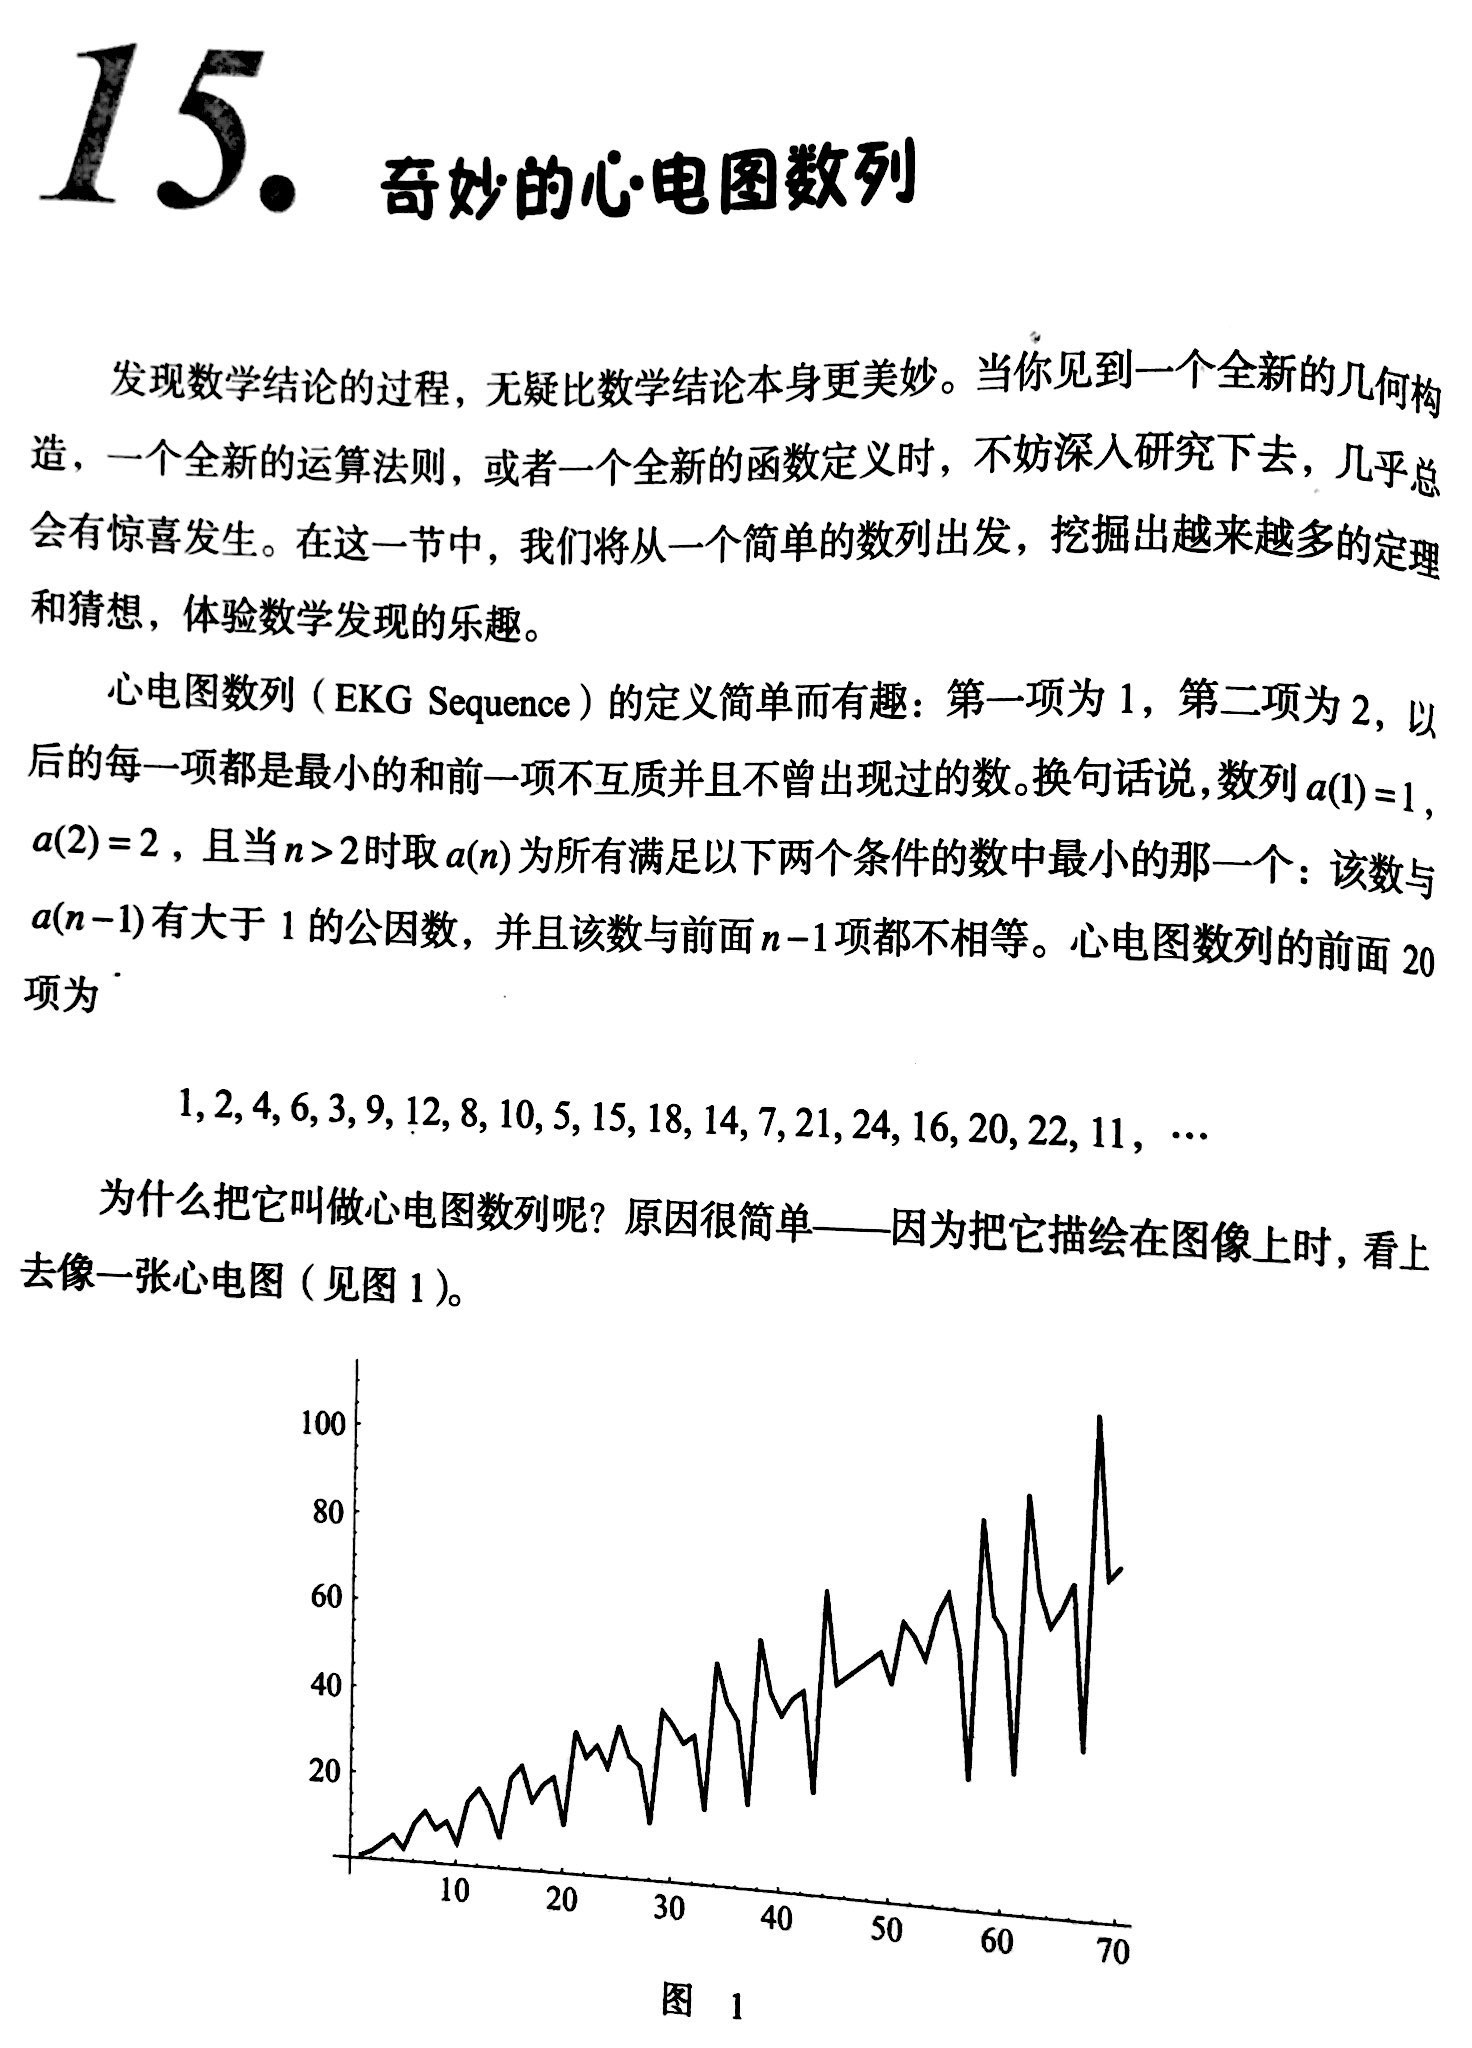 15. 奇妙的心电图数列
发现数学结论的过程，无疑比数学结论本身更美妙。当你见到一个全新的几何构
造，一个全新的运算法则，或者一个全新的函数定义时，不妨深入研究下去，几乎总
会有惊喜发生。在这一节中，我们将从一个简单的数列出发，挖掘出越来越多的定理
和猜想，体验数学发现的乐趣。
心电图数列（EKG Sequence）的定义简单而有趣：第一项为 1，第二项为 2，以
后的每一项都是最小的和前一项不互质并且不曾出现过的数。换句话说，数列 a(1)=1，
a(2)=2，且当 n>2 时取 a(n) 为所有满足以下两个条件的数中最小的那一个：该数与
a(n−1) 有大于 1 的公因数，并且该数与前面 n−1 项都不相等。心电图数列的前面 20
项为
1, 2, 4, 6, 3, 9, 12, 8, 10, 5, 15, 18, 14, 7, 21, 24, 16, 20, 22, 11，…
为什么把它叫做心电图数列呢？原因很简单——因为把它描绘在图像上时，看上
去像一张心电图（见图 1）。
100
80
60
40
20
10 20 30 40 50 60 70
图 1